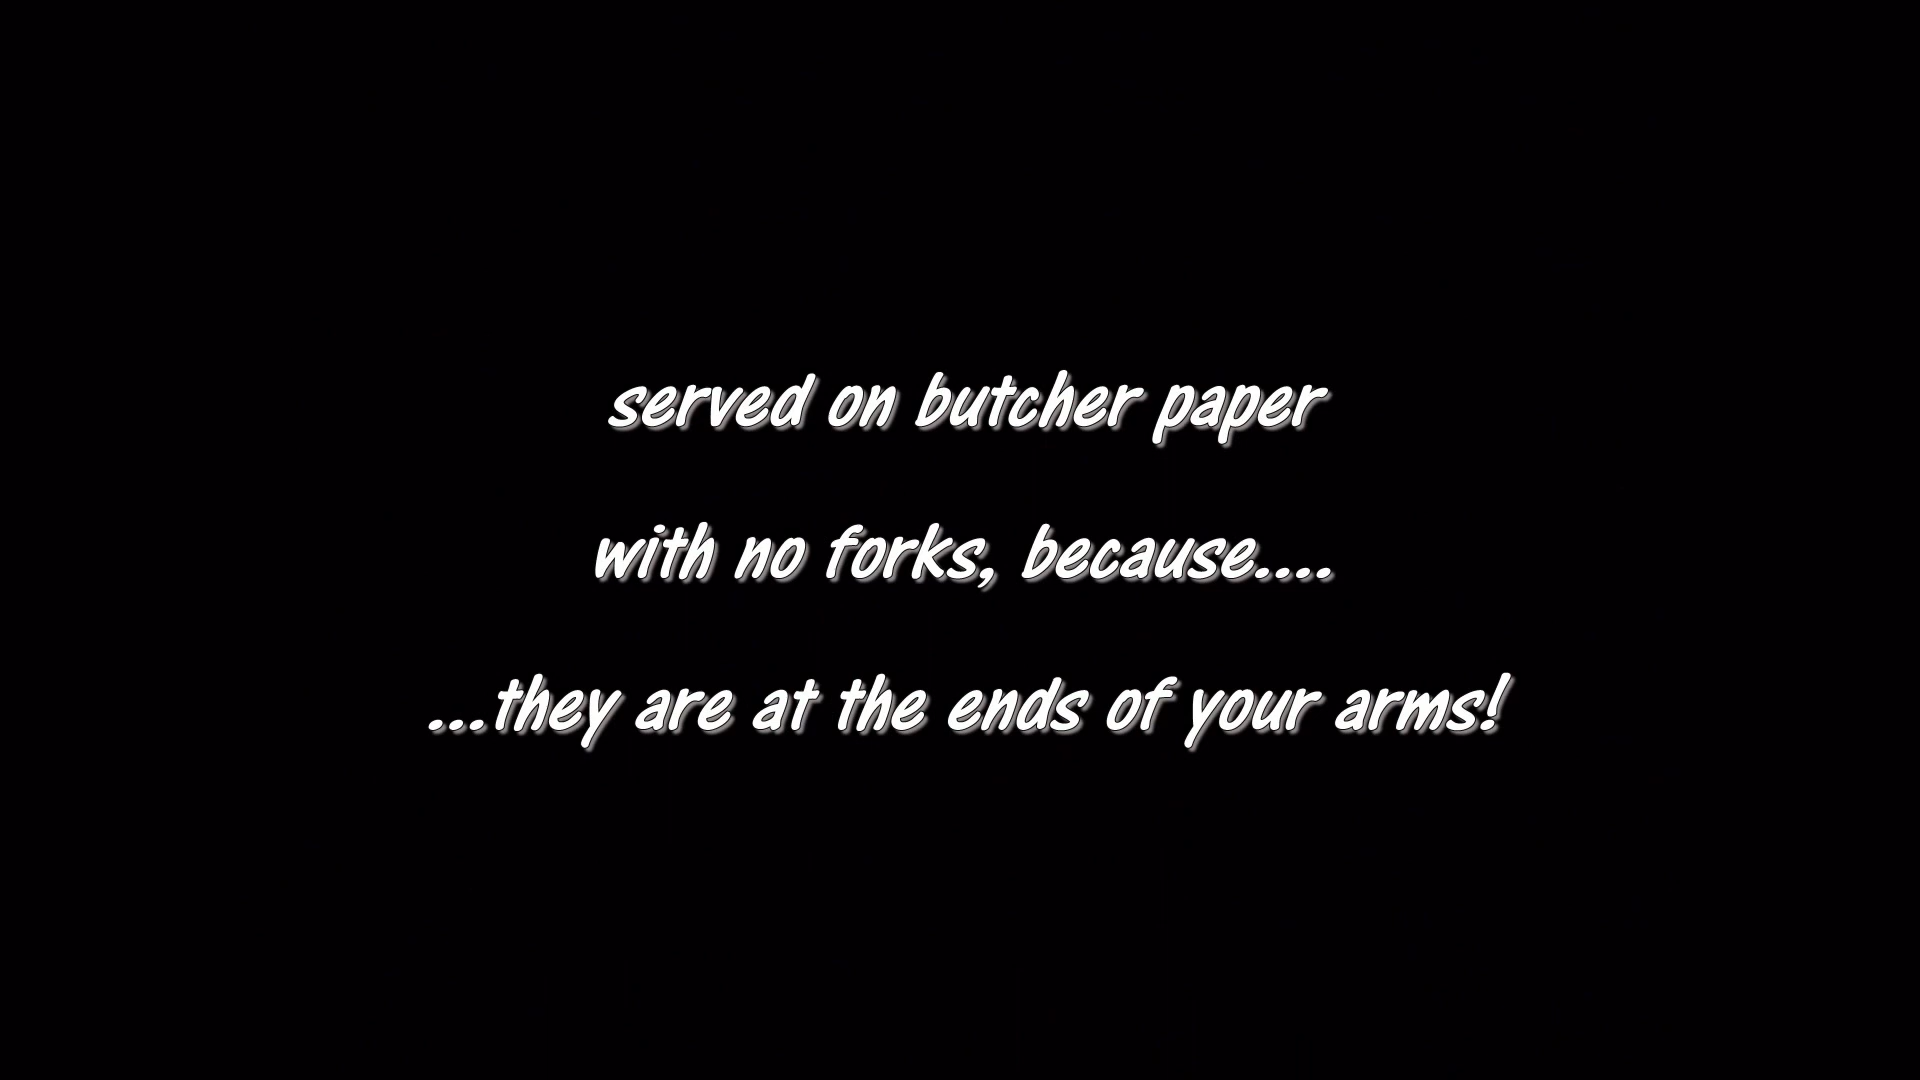 served on butcher paper
with no forks, because....
...they are at the ends of your arms!